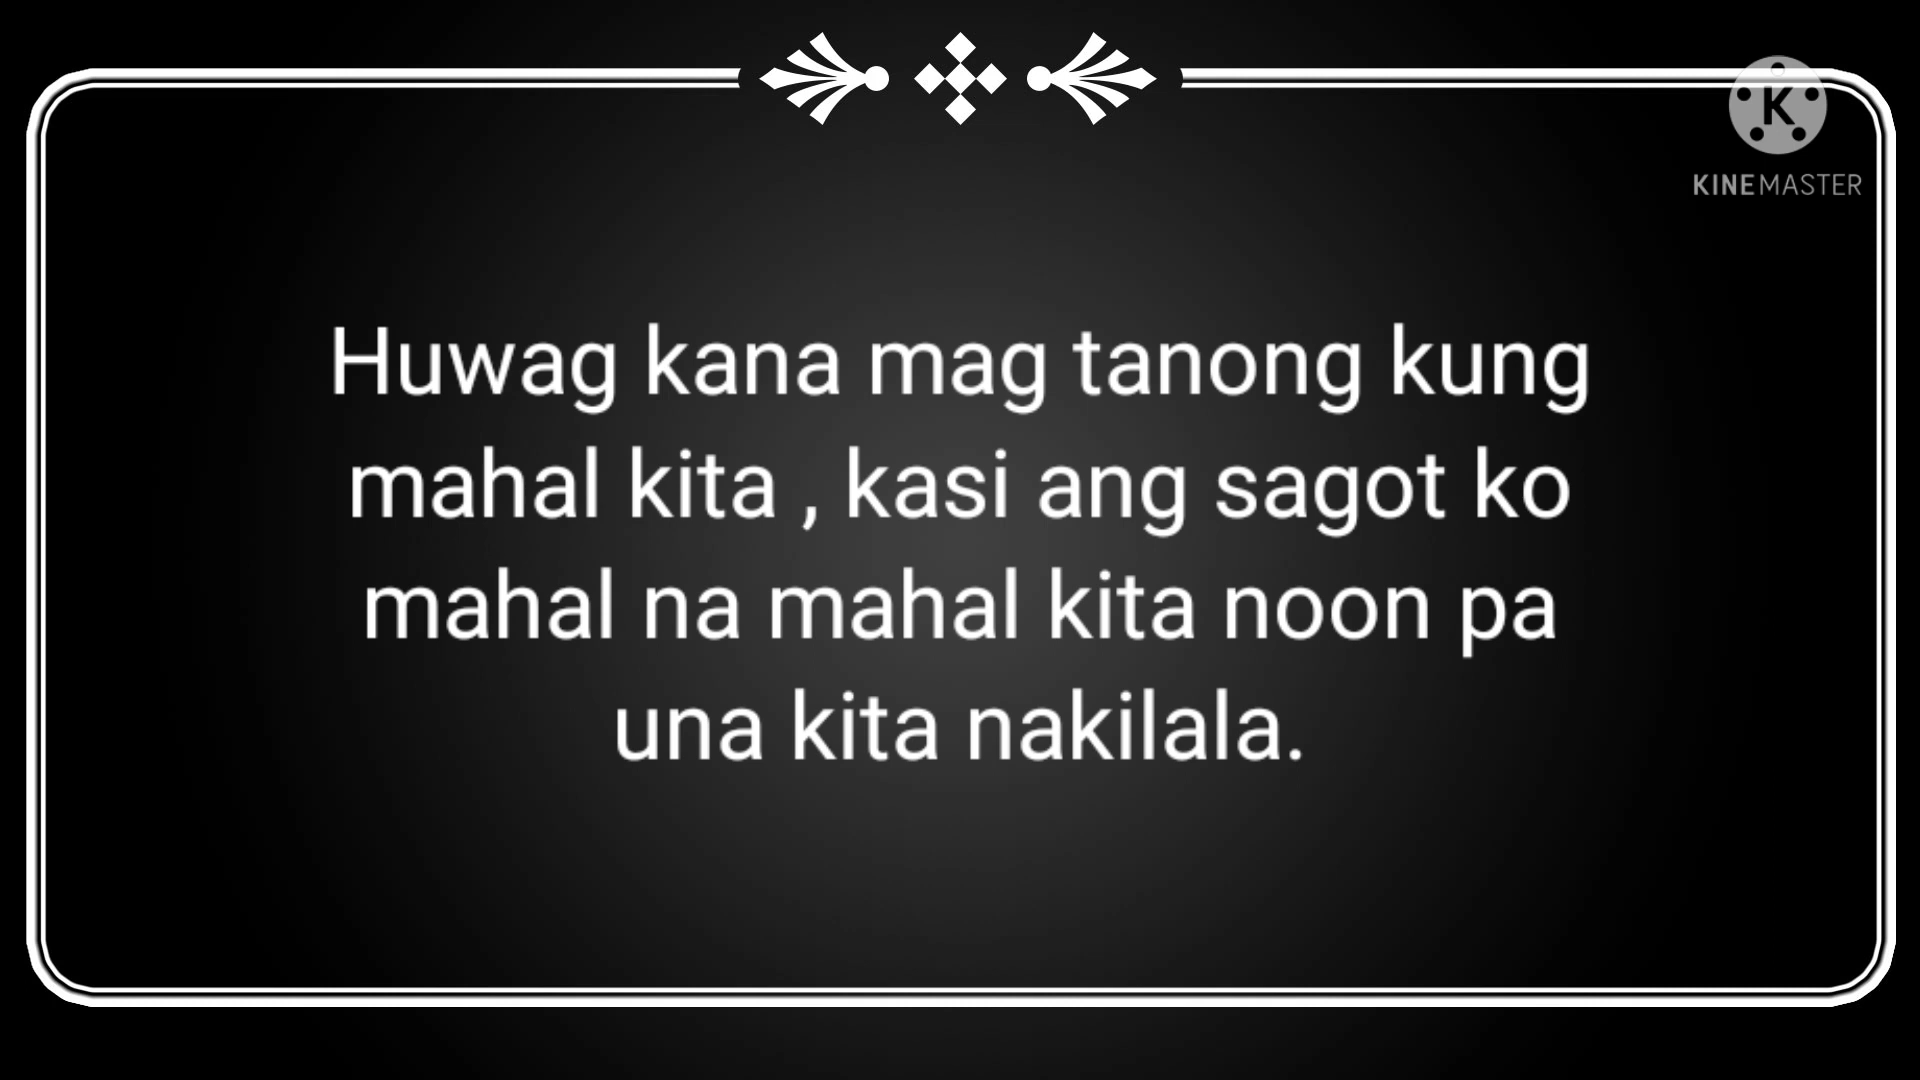 KINEMASTER
Huwag kana mag tanong kung
mahal kita , kasi ang sagot ko
mahal na mahal kita noon pa
una kita nakilala.